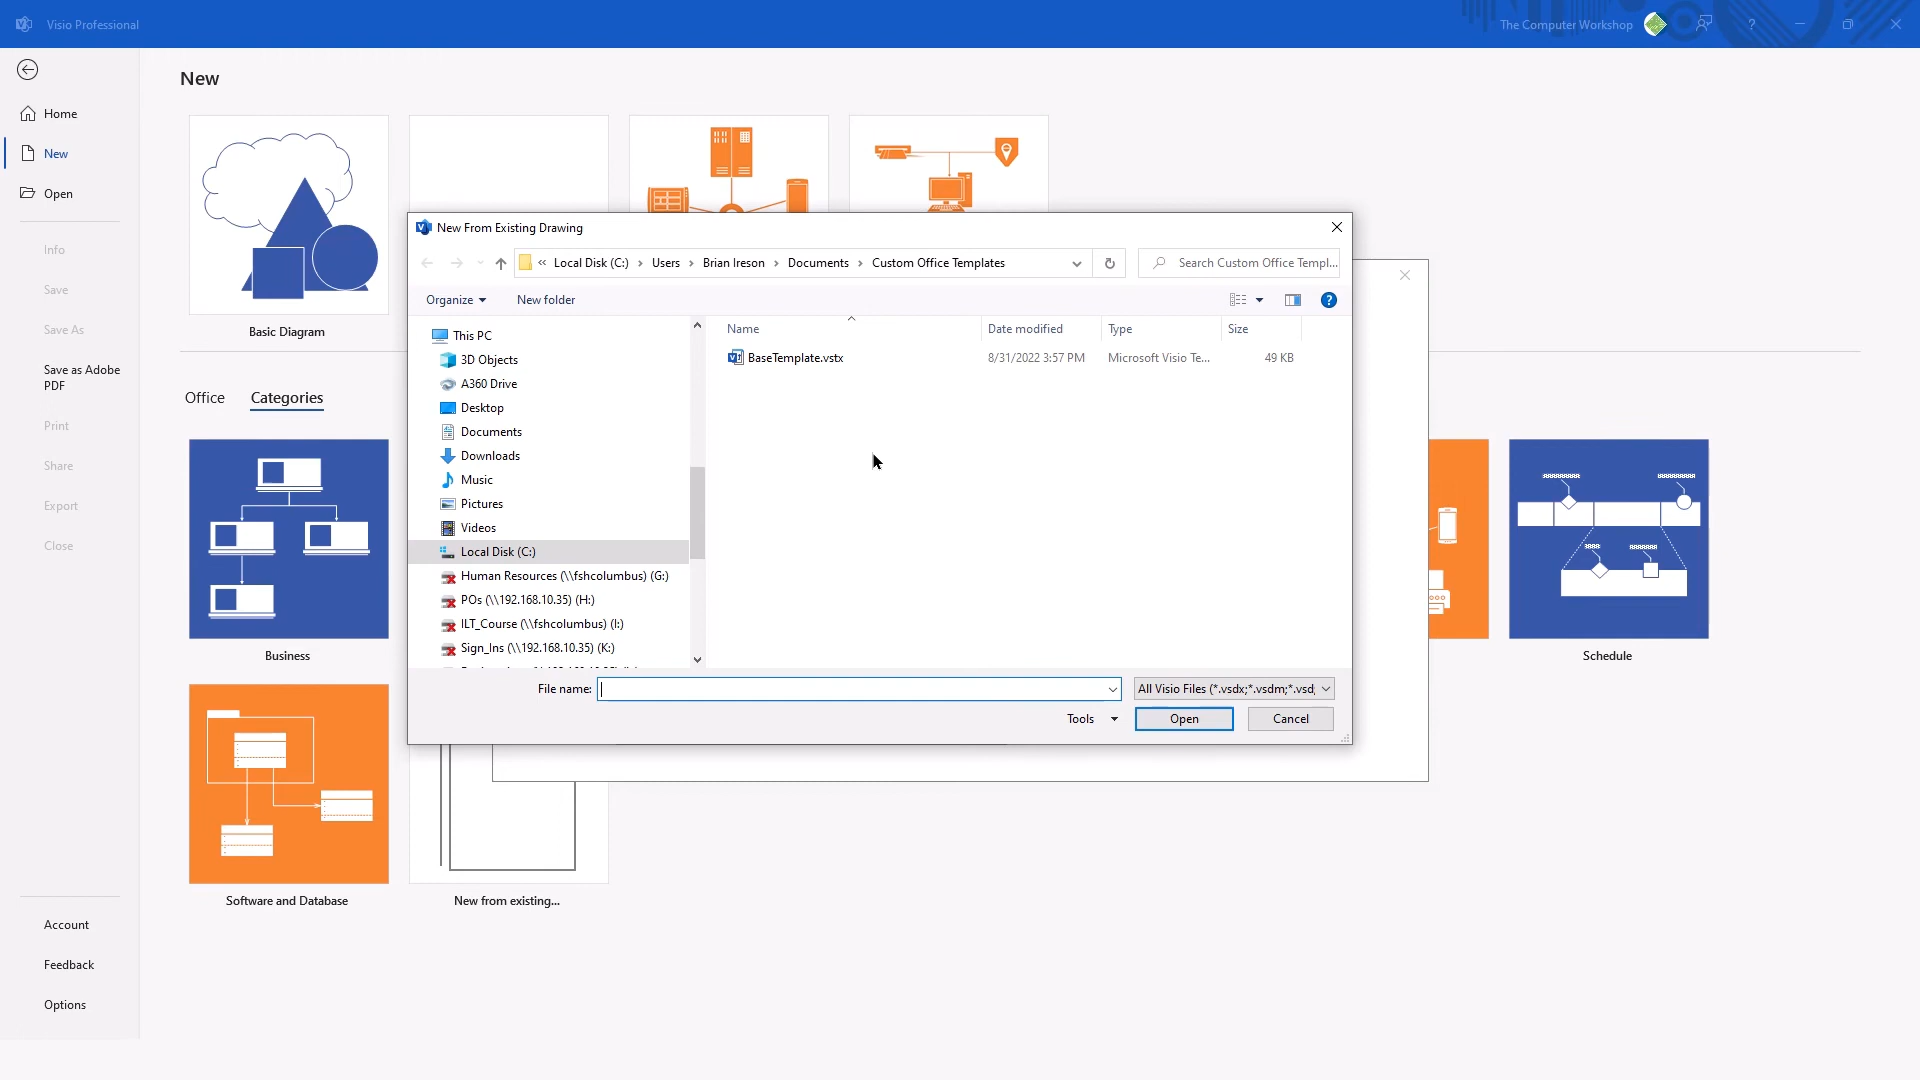 Visio Professional
The Computer Workshop
?
New
Home
New
Open
Info
Save
Save As
Save as Adobe
PDF
Print
Share
Export
Close
Account
Feedback
Options
Basic Diagram
Office
Categories
Business
Schedule
Software and Database
New from existing...
New From Existing Drawing
« Local Disk (C:) › Users › Brian Ireson › Documents › Custom Office Templates
Search Custom Office Templ...
Organize
New folder
?
This PC
3D Objects
A360 Drive
Desktop
Documents
Downloads
Music
Pictures
Videos
Local Disk (C:)
Human Resources (\\fshcolumbus) (G:)
POs (\\192.168.10.35) (H:)
ILT_Course (\\fshcolumbus) (I:)
Sign_Ins (\\192.168.10.35) (K:)
Name Date modified Type Size
BaseTemplate.vstx 8/31/2022 3:57 PM Microsoft Visio Te... 49 KB
File name:
All Visio Files (*.vsdx;*.vsdm;*.vsd;
Tools
Open
Cancel